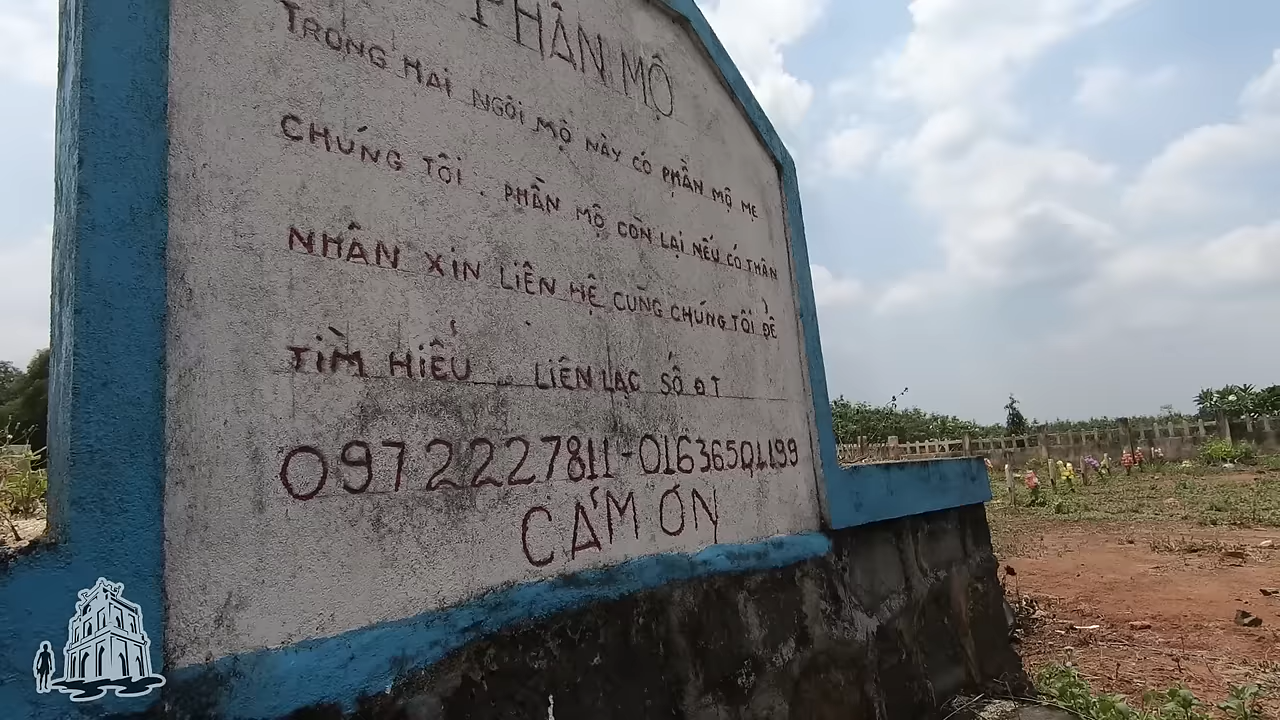 PHẦN MỘ
TRONG HAI NGÔI MỘ NÀY CÓ PHẦN MỘ MẸ
CHÚNG TÔI. PHẦN MỘ CÒN LẠI NẾU CÓ THÂN
NHÂN XIN LIÊN HỆ CÙNG CHÚNG TÔI ĐỂ
TÌM HIỂU .. LIÊN LẠC SỐ ĐT
0972227811-01636501199
CẢM ƠN